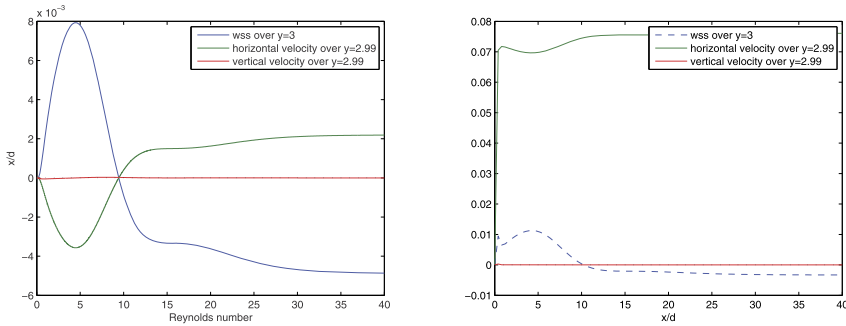 x 10⁻³
8
6
4
2
0
−2
−4
−6
x/d
0 5 10 15 20 25 30 35 40
Reynolds number
wss over y=3
horizontal velocity over y=2.99
vertical velocity over y=2.99
0.08
0.07
0.06
0.05
0.04
0.03
0.02
0.01
0
−0.01
0 5 10 15 20 25 30 35 40
x/d
wss over y=3
horizontal velocity over y=2.99
vertical velocity over y=2.99